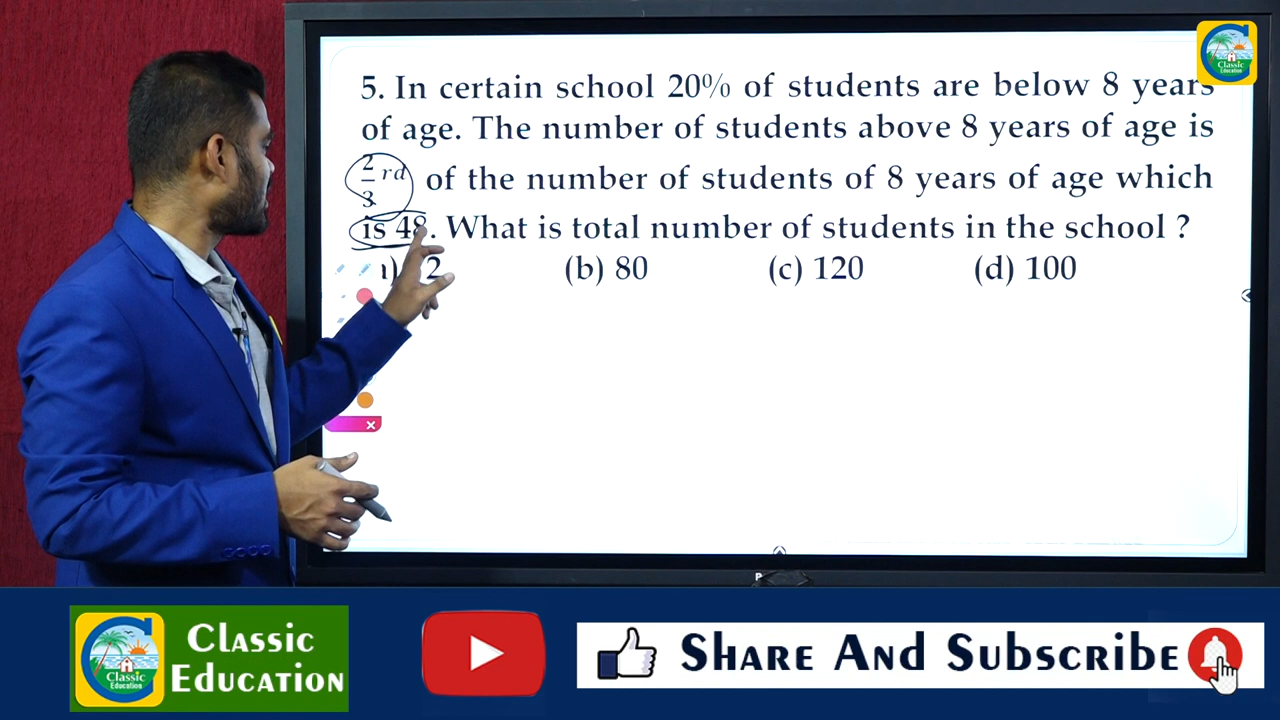 Classic
Education
5. In certain school 20% of students are below 8 years
of age. The number of students above 8 years of age is
2/3 rd of the number of students of 8 years of age which
is 48. What is total number of students in the school ?
2 (b) 80 (c) 120 (d) 100
Classic
Education
Classic
Education
Share And Subscribe